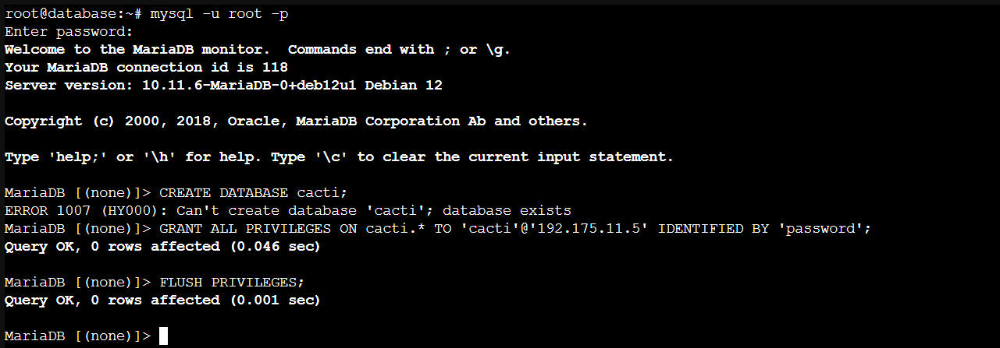 root@database:~# mysql -u root -p
Enter password:
Welcome to the MariaDB monitor.  Commands end with ; or \g.
Your MariaDB connection id is 118
Server version: 10.11.6-MariaDB-0+deb12u1 Debian 12
Copyright (c) 2000, 2018, Oracle, MariaDB Corporation Ab and others.
Type 'help;' or '\h' for help. Type '\c' to clear the current input statement.
MariaDB [(none)]> CREATE DATABASE cacti;
ERROR 1007 (HY000): Can't create database 'cacti'; database exists
MariaDB [(none)]> GRANT ALL PRIVILEGES ON cacti.* TO 'cacti'@'192.175.11.5' IDENTIFIED BY 'password';
Query OK, 0 rows affected (0.046 sec)
MariaDB [(none)]> FLUSH PRIVILEGES;
Query OK, 0 rows affected (0.001 sec)
MariaDB [(none)]>